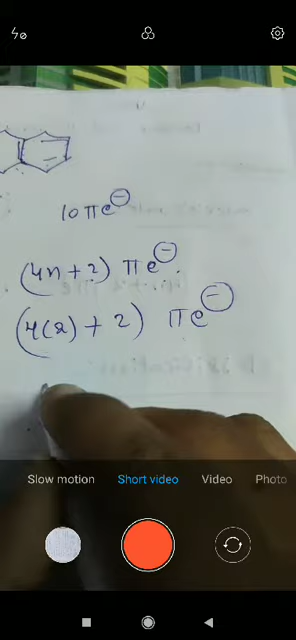 10 πe⊖
(4n+2) πe⊖.
(4(2)+2) πe⊖
Slow motion Short video Video Photo